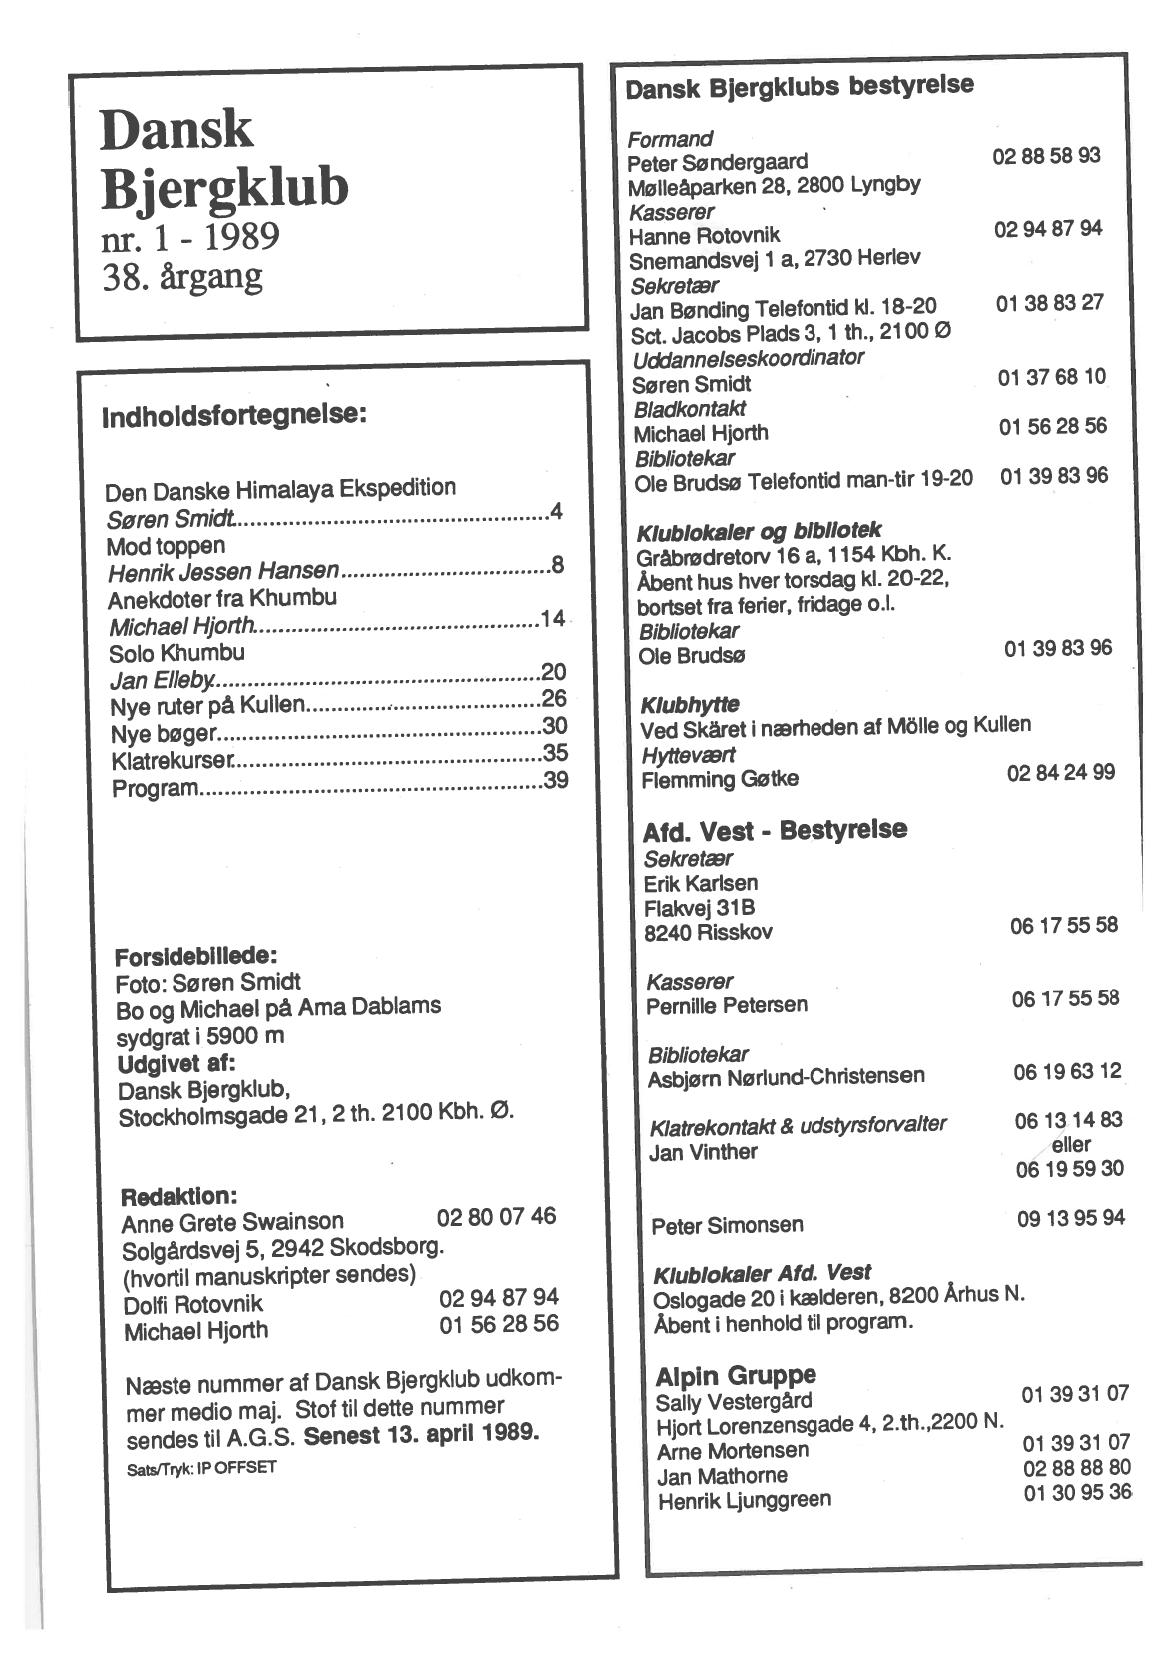 Dansk
Bjergklub
nr. 1 - 1989
38. årgang
Indholdsfortegnelse:
Den Danske Himalaya Ekspedition
Søren Smidt.................................................4
Mod toppen
Henrik Jessen Hansen.................................8
Anekdoter fra Khumbu
Michael Hjorth.............................................14
Solo Khumbu
Jan Elleby...................................................20
Nye ruter på Kullen.....................................26
Nye bøger...................................................30
Klatrekurser.................................................35
Program......................................................39
Forsidebillede:
Foto: Søren Smidt
Bo og Michael på Ama Dablams
sydgrat i 5900 m
Udgivet af:
Dansk Bjergklub,
Stockholmsgade 21, 2 th. 2100 Kbh. Ø.
Redaktion:
Anne Grete Swainson 02 80 07 46
Solgårdsvej 5, 2942 Skodsborg.
(hvortil manuskripter sendes)
Dolfi Rotovnik 02 94 87 94
Michael Hjorth 01 56 28 56
Næste nummer af Dansk Bjergklub udkom-
mer medio maj. Stof til dette nummer
sendes til A.G.S. Senest 13. april 1989.
Sats/Tryk: IP OFFSET
Dansk Bjergklubs bestyrelse
Formand
Peter Søndergaard 02 88 58 93
Mølleåparken 28, 2800 Lyngby
Kasserer
Hanne Rotovnik 02 94 87 94
Snemandsvej 1 a, 2730 Herlev
Sekretær
Jan Bønding Telefontid kl. 18-20 01 38 83 27
Sct. Jacobs Plads 3, 1 th., 2100 Ø
Uddannelseskoordinator
Søren Smidt 01 37 68 10
Bladkontakt
Michael Hjorth 01 56 28 56
Bibliotekar
Ole Brudsø Telefontid man-tir 19-20 01 39 83 96
Klublokaler og bibliotek
Gråbrødretorv 16 a, 1154 Kbh. K.
Åbent hus hver torsdag kl. 20-22,
bortset fra ferier, fridage o.l.
Bibliotekar
Ole Brudsø 01 39 83 96
Klubhytte
Ved Skäret i nærheden af Mölle og Kullen
Hyttevært
Flemming Gøtke 02 84 24 99
Afd. Vest - Bestyrelse
Sekretær
Erik Karlsen
Flakvej 31B
8240 Risskov 06 17 55 58
Kasserer
Pernille Petersen 06 17 55 58
Bibliotekar
Asbjørn Nørlund-Christensen 06 19 63 12
Klatrekontakt & udstyrsforvalter 06 13 14 83
Jan Vinther eller
06 19 59 30
Peter Simonsen 09 13 95 94
Klublokaler Afd. Vest
Oslogade 20 i kælderen, 8200 Århus N.
Åbent i henhold til program.
Alpin Gruppe
Sally Vestergård 01 39 31 07
Hjort Lorenzensgade 4, 2.th.,2200 N.
Arne Mortensen 01 39 31 07
Jan Mathorne 02 88 88 80
Henrik Ljunggreen 01 30 95 36